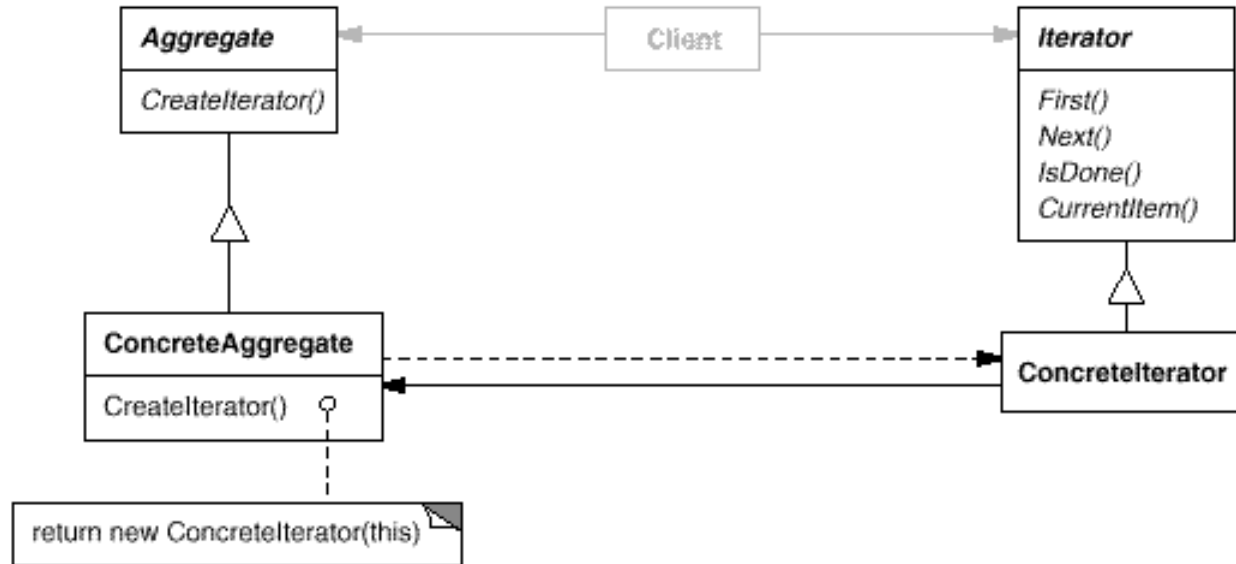 Aggregate
CreateIterator()
Client
Iterator
First()
Next()
IsDone()
CurrentItem()
ConcreteAggregate
CreateIterator()
ConcreteIterator
return new ConcreteIterator(this)